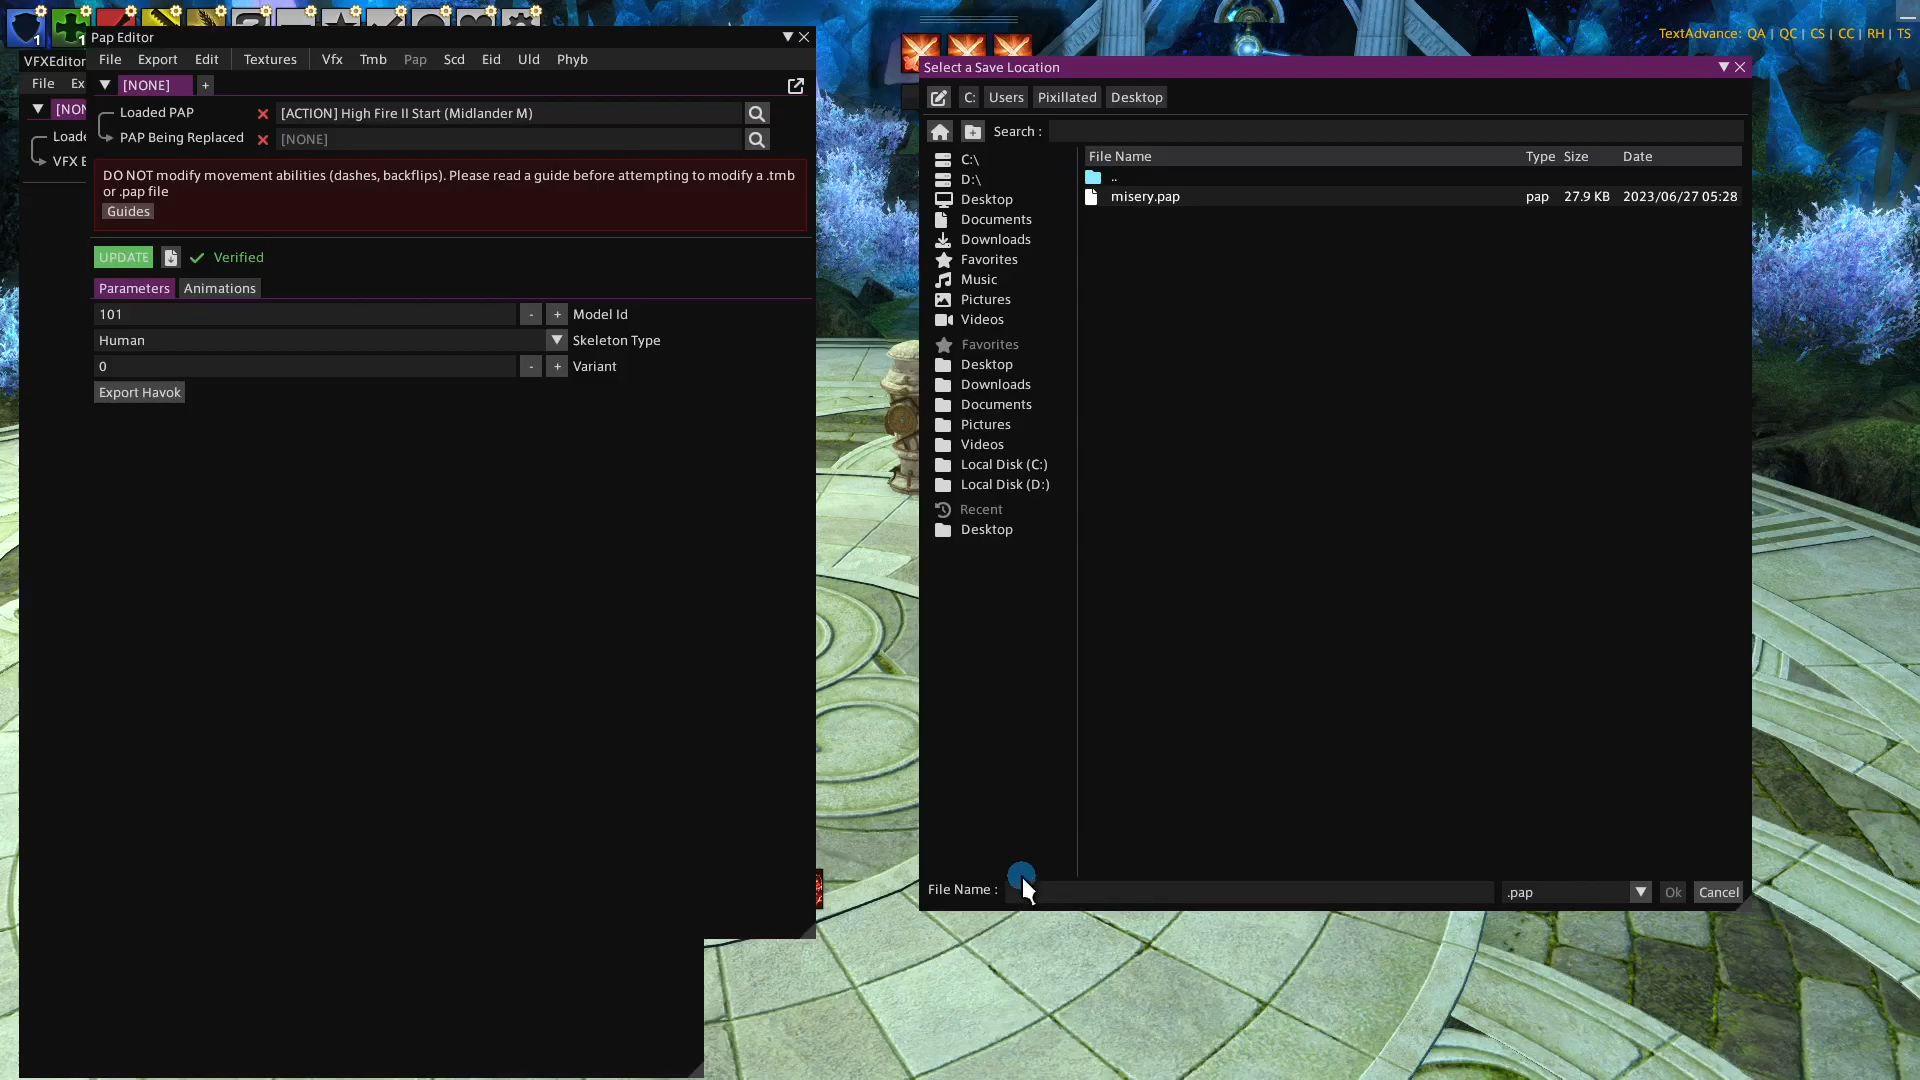 1
1
TextAdvance: QA | QC | CS | CC | RH | TS
VFXEditor
File Ex
Pap Editor
File Export Edit Textures Vfx Tmb Pap Scd Eid Uld Phyb
[NONE] +
Loaded PAP [ACTION] High Fire II Start (Midlander M)
PAP Being Replaced [NONE]
DO NOT modify movement abilities (dashes, backflips). Please read a guide before attempting to modify a .tmb
or .pap file
Guides
UPDATE Verified
Parameters Animations
101 - + Model Id
Human Skeleton Type
0 - + Variant
Export Havok
Select a Save Location
C: Users Pixillated Desktop
Search :
C:\
D:\
Desktop
Documents
Downloads
Favorites
Music
Pictures
Videos
Favorites
Desktop
Downloads
Documents
Pictures
Videos
Local Disk (C:)
Local Disk (D:)
Recent
Desktop
File Name Type Size Date
..
misery.pap pap 27.9 KB 2023/06/27 05:28
File Name : .pap Ok Cancel